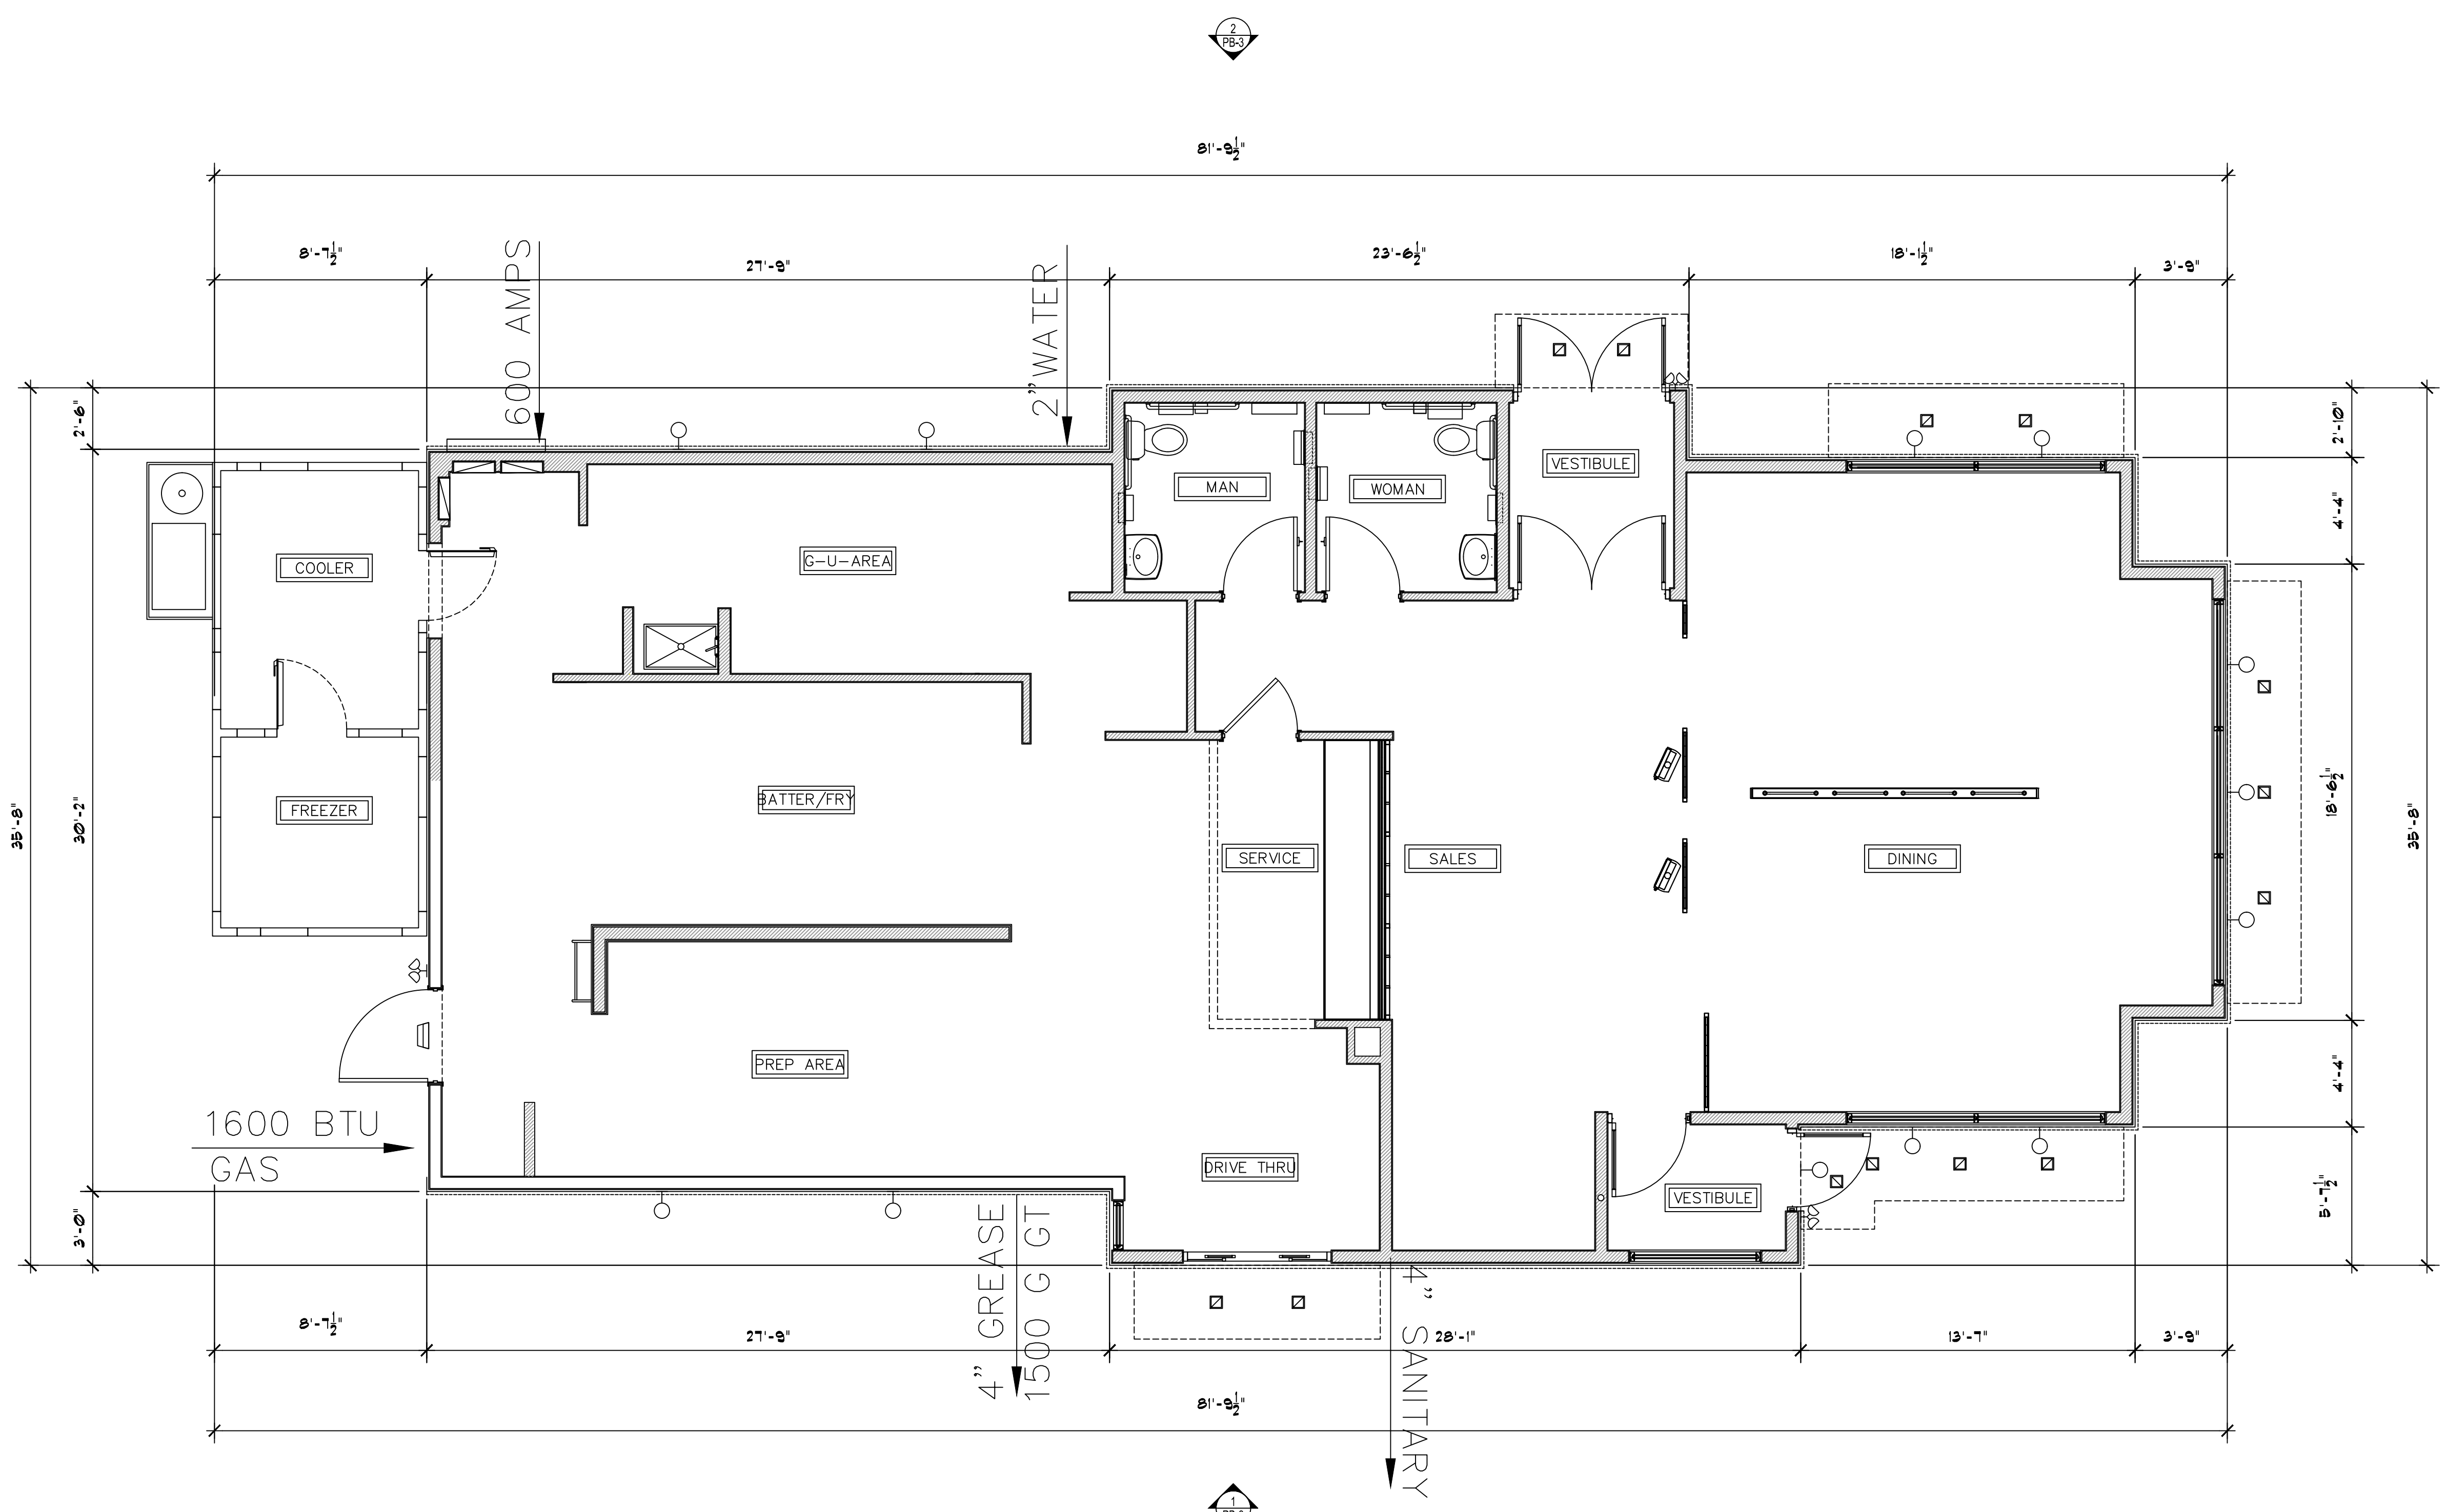 2
PB-3
81'-9½"
8'-7½"
27'-9"
23'-6½"
18'-1½"
3'-9"
600 AMPS
2" WATER
35'-8"
2'-6"
30'-2"
3'-0"
2'-10"
4'-4"
18'-6½"
4'-4"
5'-7½"
35'-8"
MAN
WOMAN
VESTIBULE
COOLER
G-U-AREA
FREEZER
BATTER/FRY
SERVICE
SALES
DINING
PREP AREA
DRIVE THRU
VESTIBULE
1600 BTU
GAS
4" GREASE
1500 G GT
4" SANITARY
8'-7½"
27'-9"
28'-1"
13'-7"
3'-9"
81'-9½"
1